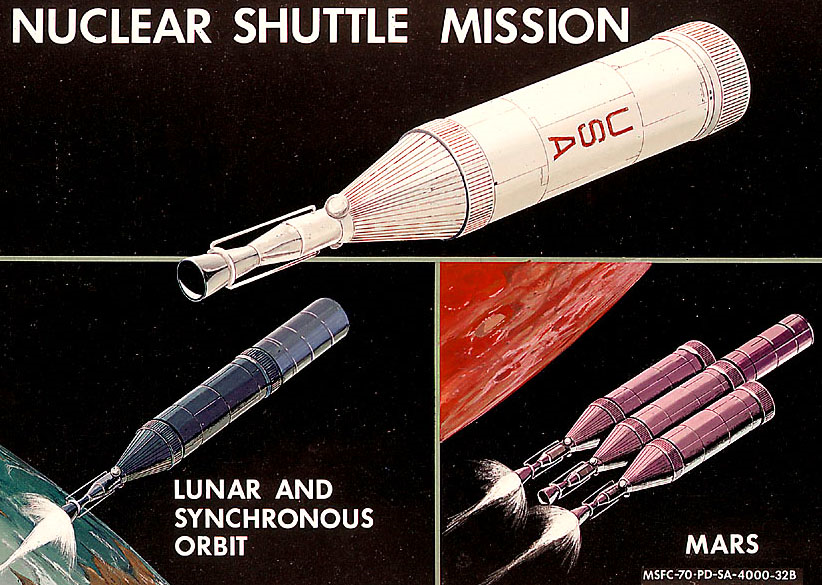 NUCLEAR SHUTTLE MISSION
USA
LUNAR AND
SYNCHRONOUS
ORBIT
MARS
MSFC-70-PD-SA-4000-32B